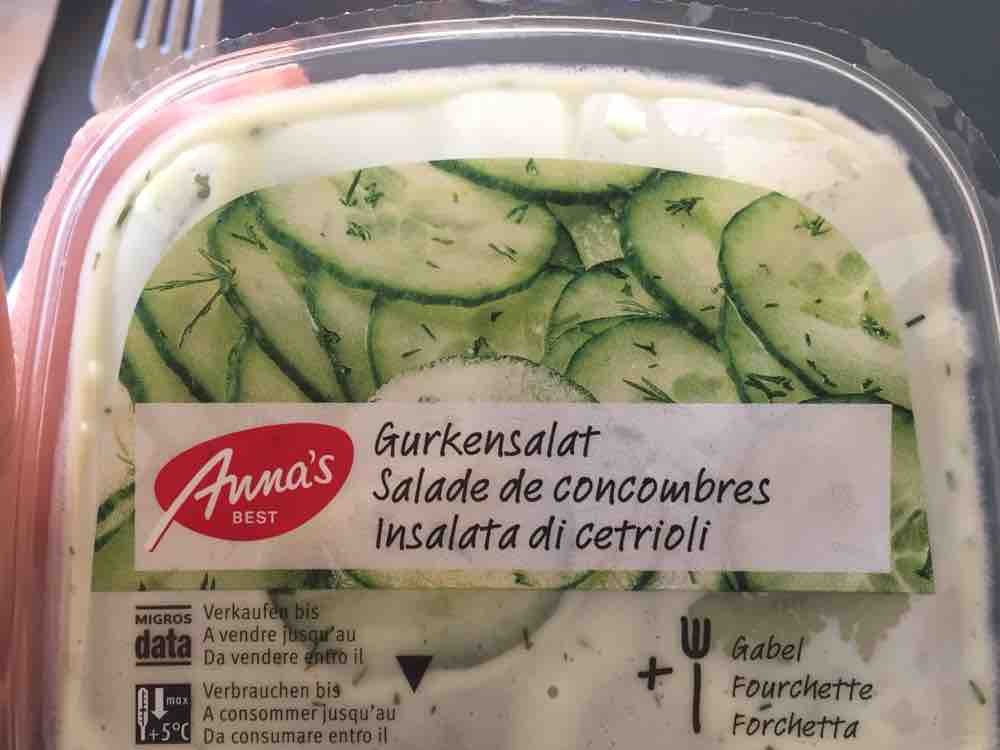 Anna's
BEST
Gurkensalat
Salade de concombres
Insalata di cetrioli
MIGROS
data
Verkaufen bis
A vendre jusqu'au
Da vendere entro il
max
+5°C
Verbrauchen bis
A consommer jusqu'au
Da consumare entro il
+
Gabel
Fourchette
Forchetta